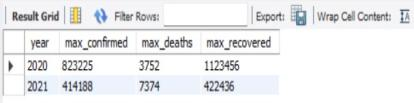 Result Grid Filter Rows: Export: Wrap Cell Content: IA
year max_confirmed max_deaths max_recovered
2020 823225 3752 1123456
2021 414188 7374 422436